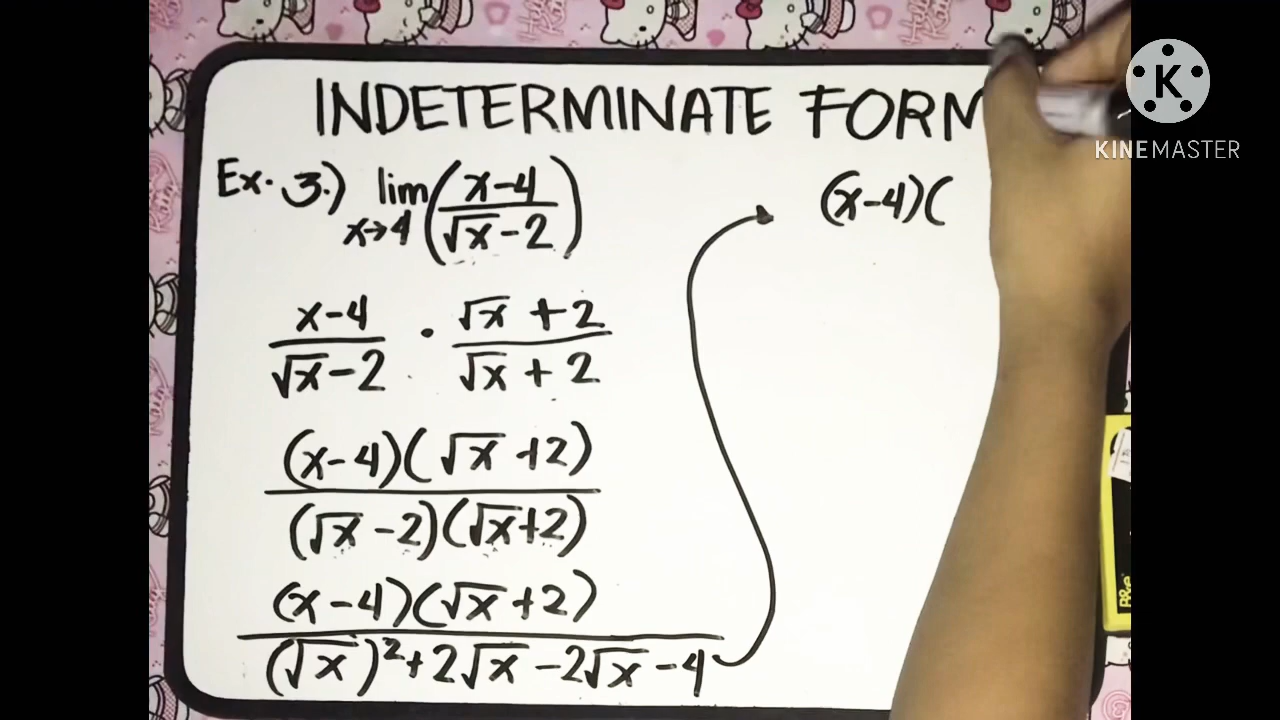 INDETERMINATE FORM
Ex. 3.) lim x→4 (x-4 / √x-2)
x-4 / √x-2 · √x+2 / √x+2
(x-4)(√x+2) / (√x-2)(√x+2)
(x-4)(√x+2) / (√x)²+2√x-2√x-4
(x-4)(
K
KINEMASTER